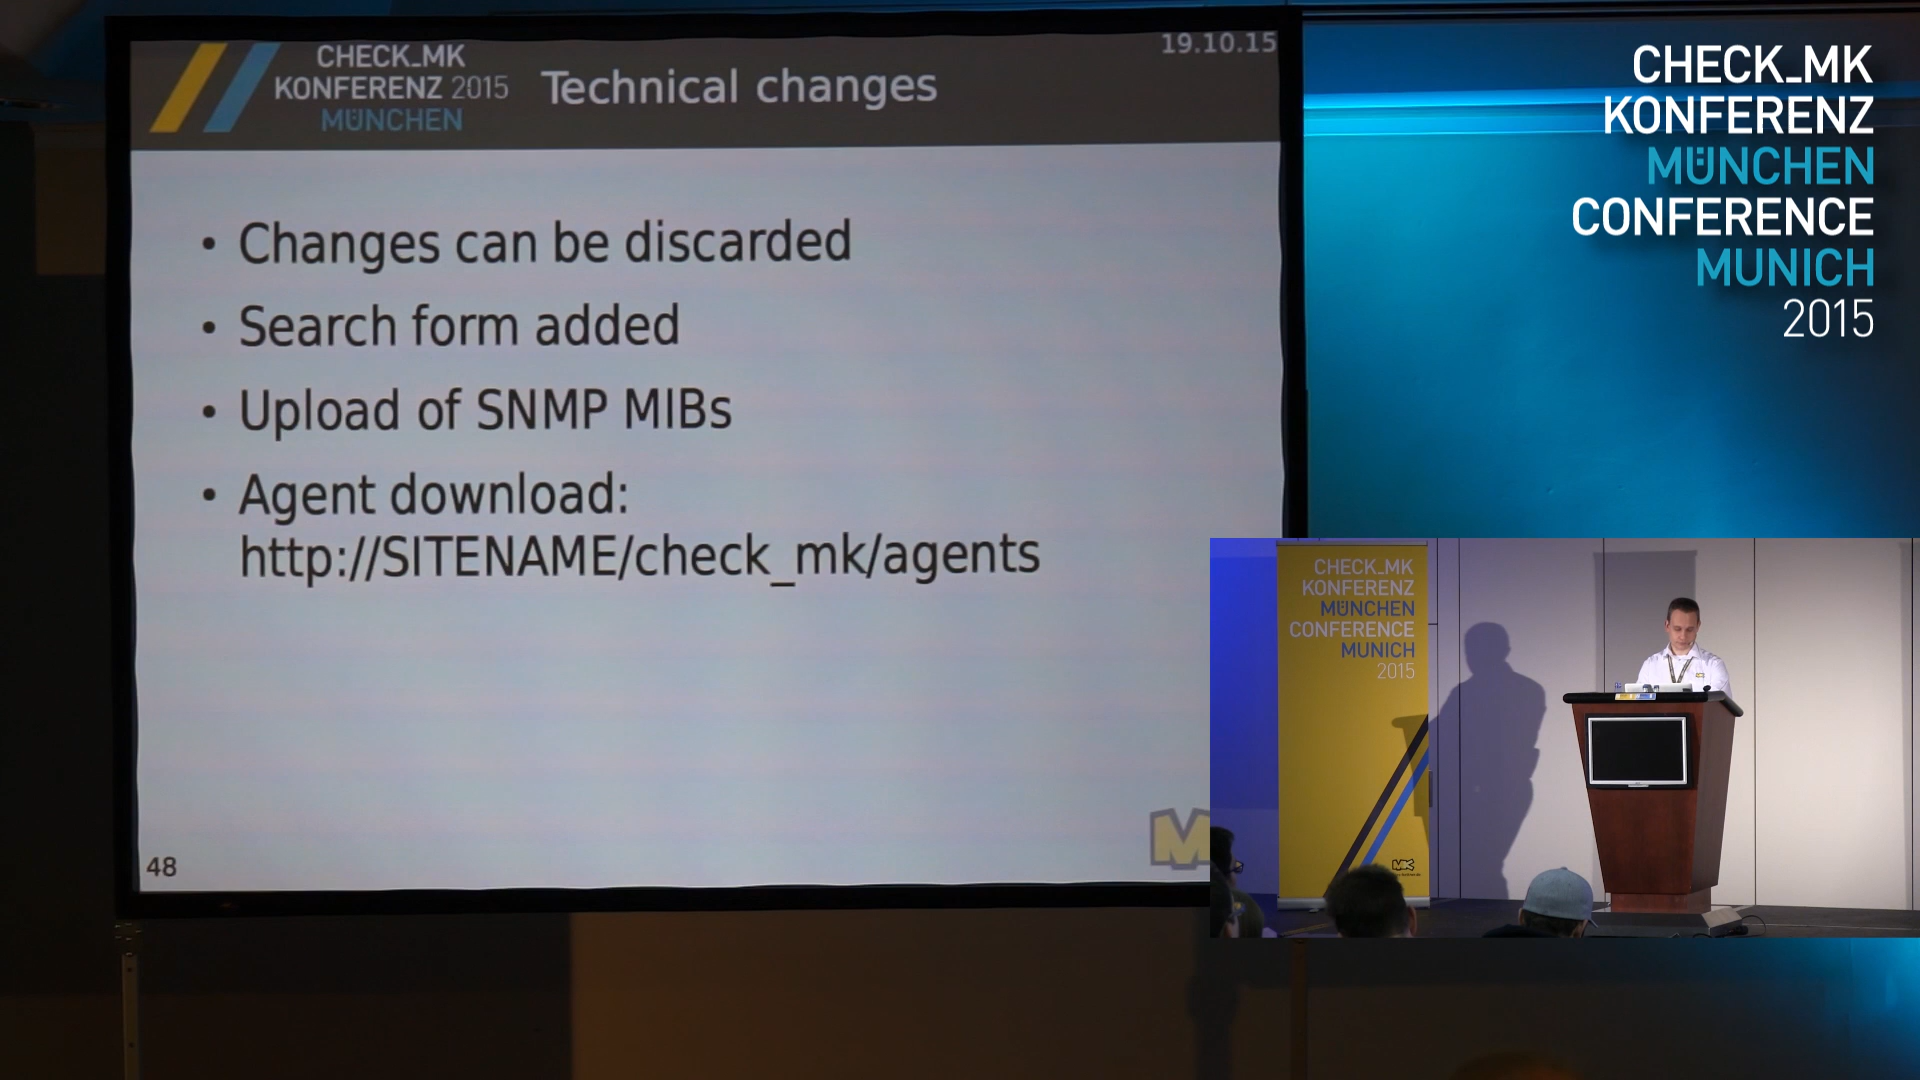 CHECK_MK
KONFERENZ 2015
MÜNCHEN
Technical changes
19.10.15
• Changes can be discarded
• Search form added
• Upload of SNMP MIBs
• Agent download:
http://SITENAME/check_mk/agents
48
CHECK_MK
KONFERENZ
MÜNCHEN
CONFERENCE
MUNICH
2015
CHECK_MK
KONFERENZ
MÜNCHEN
CONFERENCE
MUNICH
2015
MK